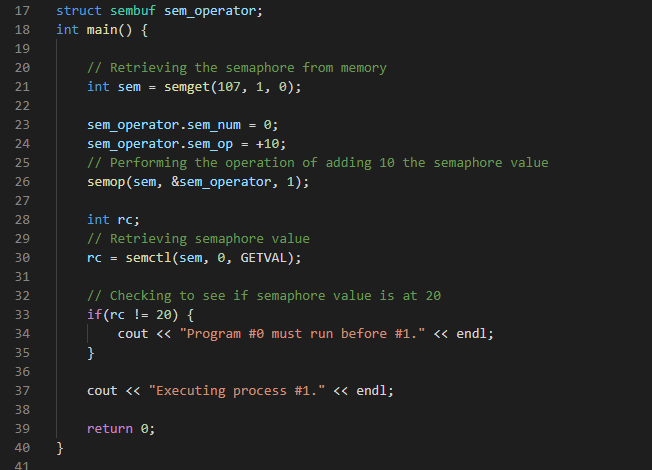 17 struct sembuf sem_operator;
18 int main() {
19
20 // Retrieving the semaphore from memory
21 int sem = semget(107, 1, 0);
22
23 sem_operator.sem_num = 0;
24 sem_operator.sem_op = +10;
25 // Performing the operation of adding 10 the semaphore value
26 semop(sem, &sem_operator, 1);
27
28 int rc;
29 // Retrieving semaphore value
30 rc = semctl(sem, 0, GETVAL);
31
32 // Checking to see if semaphore value is at 20
33 if(rc != 20) {
34 cout << "Program #0 must run before #1." << endl;
35 }
36
37 cout << "Executing process #1." << endl;
38
39 return 0;
40 }
41